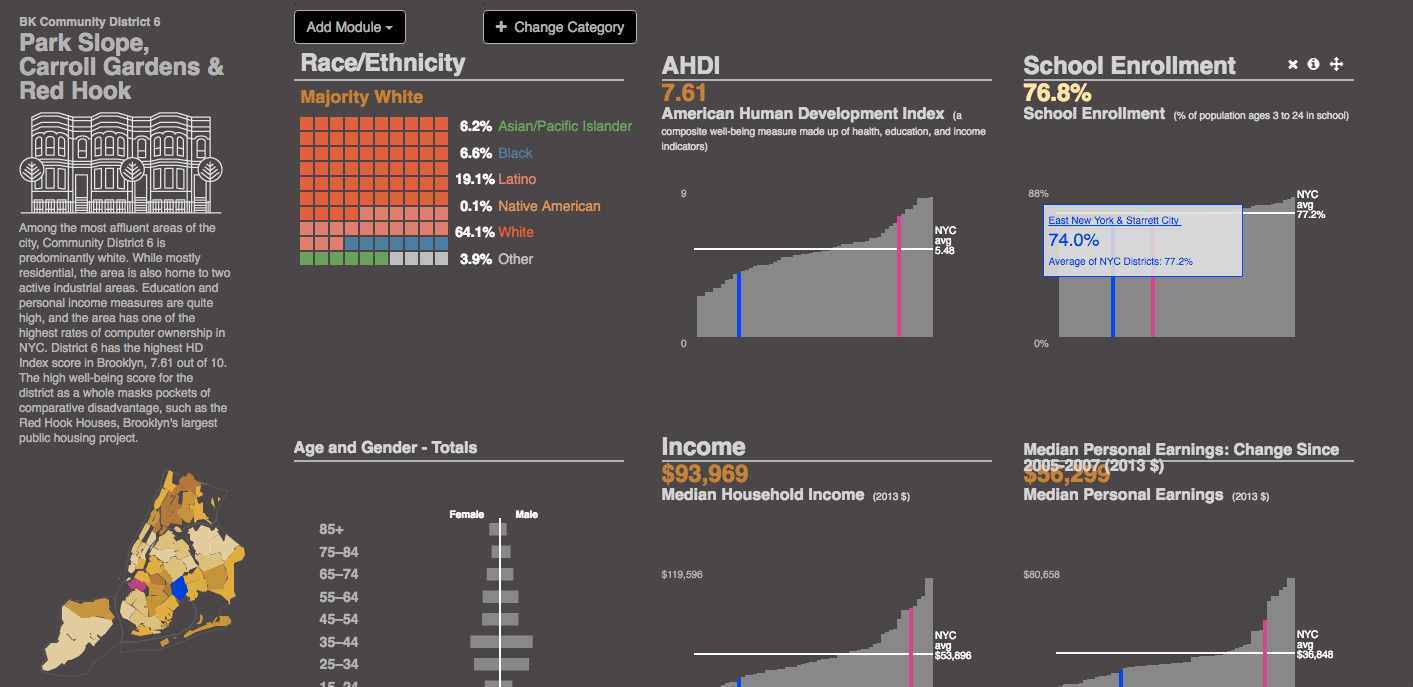 BK Community District 6
Park Slope,
Carroll Gardens &
Red Hook
Among the most affluent areas of the
city, Community District 6 is
predominantly white. While mostly
residential, the area is also home to two
active industrial areas. Education and
personal income measures are quite
high, and the area has one of the
highest rates of computer ownership in
NYC. District 6 has the highest HD
Index score in Brooklyn, 7.61 out of 10.
The high well-being score for the
district as a whole masks pockets of
comparative disadvantage, such as the
Red Hook Houses, Brooklyn's largest
public housing project.
Add Module
Change Category
Race/Ethnicity
Majority White
6.2% Asian/Pacific Islander
6.6% Black
19.1% Latino
0.1% Native American
64.1% White
3.9% Other
AHDI
7.61
American Human Development Index (a
composite well-being measure made up of health, education, and income
indicators)
9
NYC
avg
5.48
0
School Enrollment
76.8%
School Enrollment (% of population ages 3 to 24 in school)
88%
NYC
avg
77.2%
East New York & Starrett City
74.0%
Average of NYC Districts: 77.2%
0%
Age and Gender - Totals
Female Male
85+
75–84
65–74
55–64
45–54
35–44
25–34
15–24
Income
$93,969
Median Household Income (2013 $)
$119,596
NYC
avg
$53,896
Median Personal Earnings: Change Since
2005-2007 (2013 $)
$56,299
Median Personal Earnings (2013 $)
$80,658
NYC
avg
$36,848